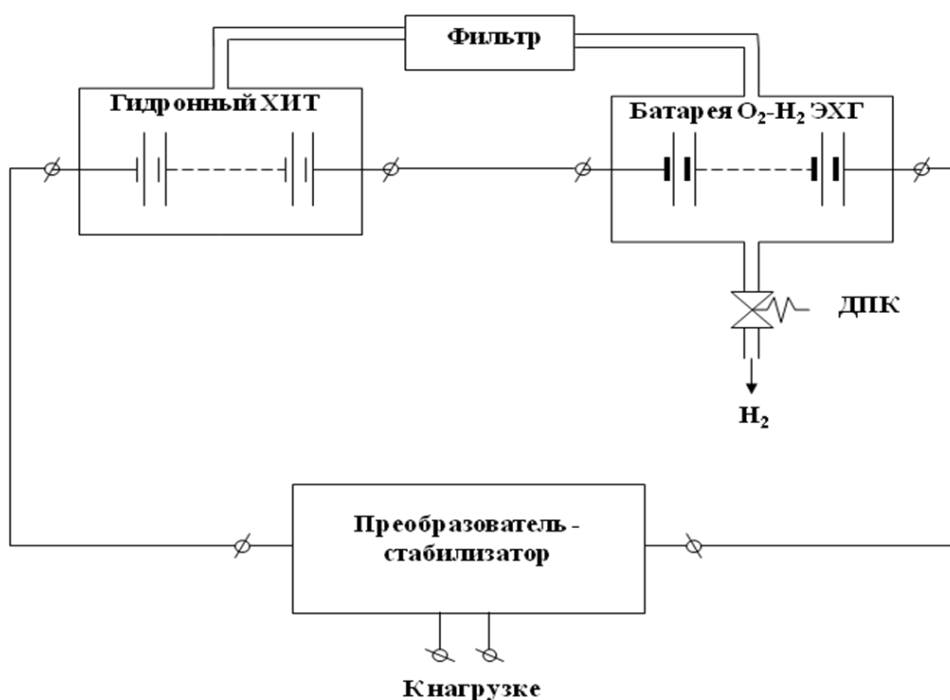 Фильтр
Гидронный ХИТ
Батарея O₂-H₂ ЭХГ
ДПК
H₂
Преобразователь -
стабилизатор
К нагрузке